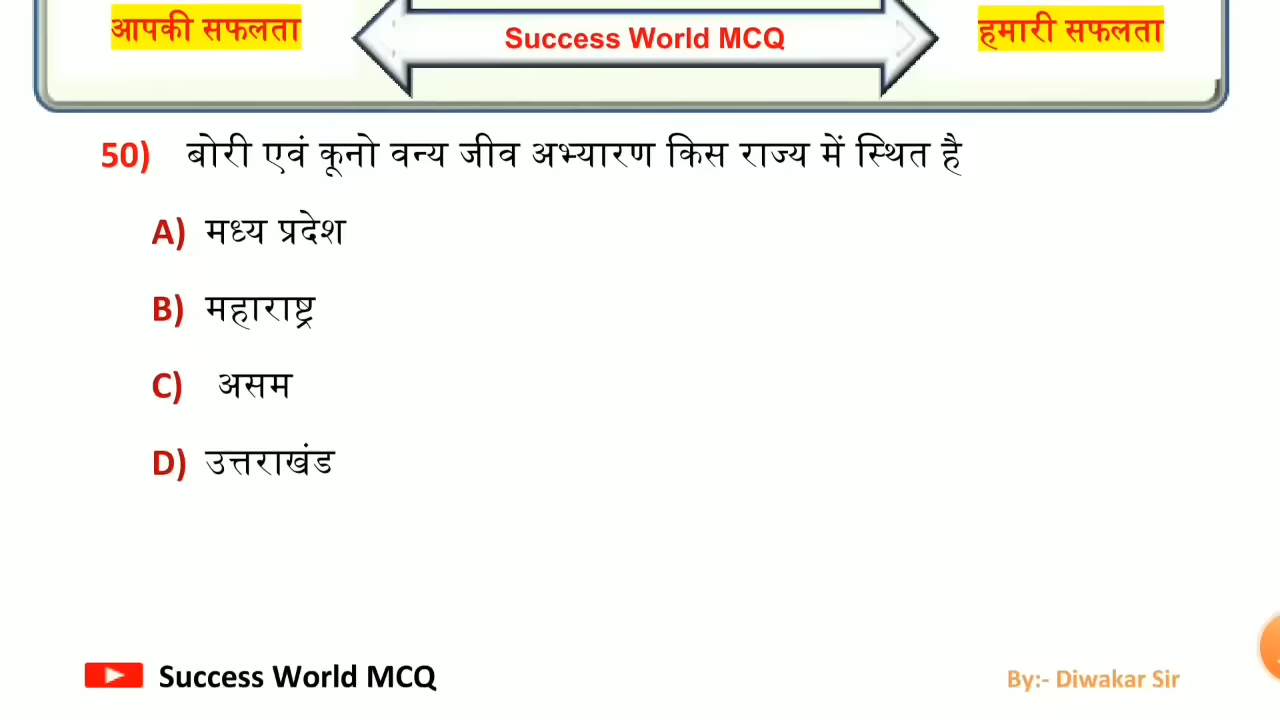 आपकी सफलता Success World MCQ हमारी सफलता
50) बोरी एवं कूनो वन्य जीव अभ्यारण किस राज्य में स्थित है
A) मध्य प्रदेश
B) महाराष्ट्र
C) असम
D) उत्तराखंड
Success World MCQ By:- Diwakar Sir